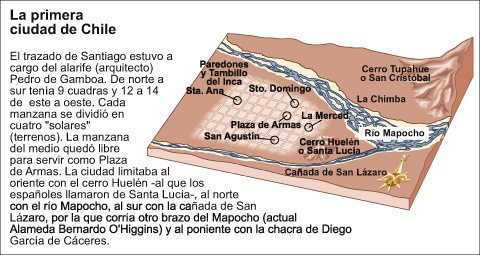 La primera
ciudad de Chile
El trazado de Santiago estuvo a
cargo del alarife (arquitecto)
Pedro de Gamboa. De norte a
sur tenía 9 cuadras y 12 a 14
de este a oeste. Cada
manzana se dividió en
cuatro "solares"
(terrenos). La manzana
del medio quedó libre
para servir como Plaza
de Armas. La ciudad limitaba al
oriente con el cerro Huelén -al que los
españoles llamaron de Santa Lucía-, al norte
con el río Mapocho, al sur con la cañada de San
Lázaro, por la que corría otro brazo del Mapocho (actual
Alameda Bernardo O'Higgins) y al poniente con la chacra de Diego
García de Cáceres.
Paredones
y Tambillo
del Inca
Sta. Ana
Sto. Domingo
Cerro Tupahue
o San Cristóbal
La Chimba
La Merced
Plaza de Armas
Río Mapocho
San Agustín
Cerro Huelén
o Santa Lucía
Cañada de San Lázaro